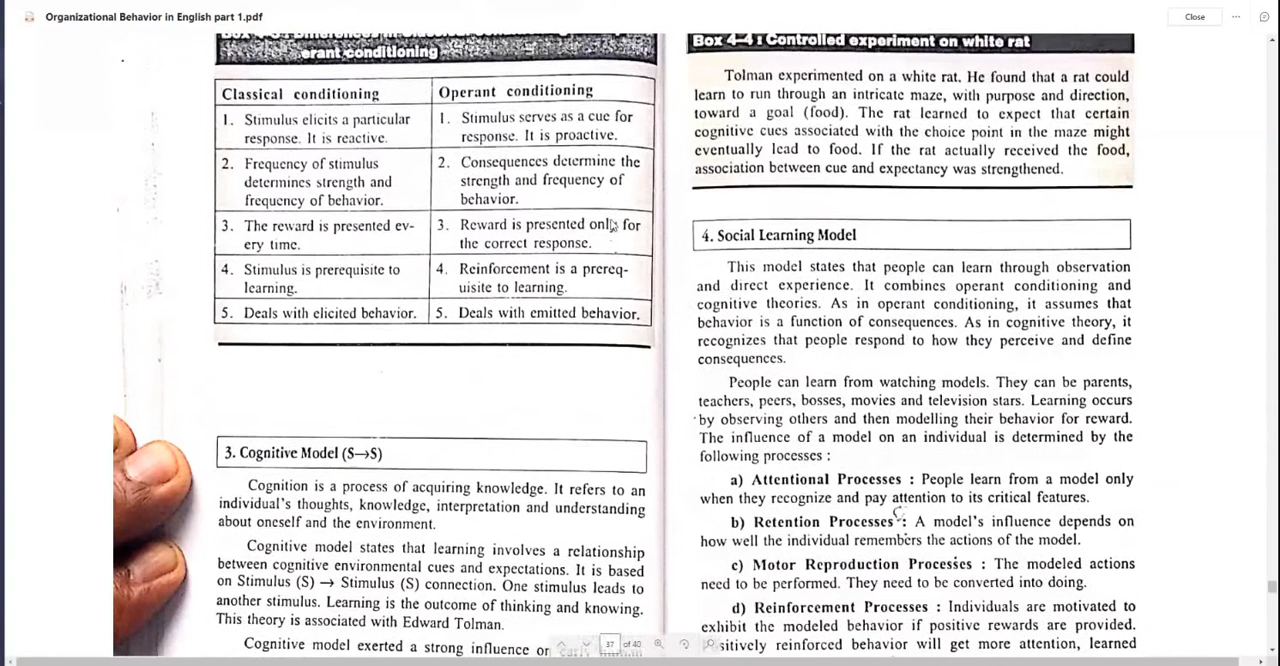 Organizational Behavior in English part 1.pdf
Close
erant conditioning
Classical conditioning
Operant conditioning
1. Stimulus elicits a particular
response. It is reactive.
1. Stimulus serves as a cue for
response. It is proactive.
2. Frequency of stimulus
determines strength and
frequency of behavior.
2. Consequences determine the
strength and frequency of
behavior.
3. The reward is presented ev-
ery time.
3. Reward is presented only for
the correct response.
4. Stimulus is prerequisite to
learning.
4. Reinforcement is a prereq-
uisite to learning.
5. Deals with elicited behavior.
5. Deals with emitted behavior.
3. Cognitive Model (S→S)
Cognition is a process of acquiring knowledge. It refers to an
individual's thoughts, knowledge, interpretation and understanding
about oneself and the environment.
Cognitive model states that learning involves a relationship
between cognitive environmental cues and expectations. It is based
on Stimulus (S) → Stimulus (S) connection. One stimulus leads to
another stimulus. Learning is the outcome of thinking and knowing.
This theory is associated with Edward Tolman.
Cognitive model exerted a strong influence on
Box 4-4 : Controlled experiment on white rat
Tolman experimented on a white rat. He found that a rat could
learn to run through an intricate maze, with purpose and direction,
toward a goal (food). The rat learned to expect that certain
cognitive cues associated with the choice point in the maze might
eventually lead to food. If the rat actually received the food,
association between cue and expectancy was strengthened.
4. Social Learning Model
This model states that people can learn through observation
and direct experience. It combines operant conditioning and
cognitive theories. As in operant conditioning, it assumes that
behavior is a function of consequences. As in cognitive theory, it
recognizes that people respond to how they perceive and define
consequences.
People can learn from watching models. They can be parents,
teachers, peers, bosses, movies and television stars. Learning occurs
by observing others and then modelling their behavior for reward.
The influence of a model on an individual is determined by the
following processes :
a) Attentional Processes : People learn from a model only
when they recognize and pay attention to its critical features.
b) Retention Processes : A model's influence depends on
how well the individual remembers the actions of the model.
c) Motor Reproduction Processes : The modeled actions
need to be performed. They need to be converted into doing.
d) Reinforcement Processes : Individuals are motivated to
exhibit the modeled behavior if positive rewards are provided.
sitively reinforced behavior will get more attention, learned
37 of 40